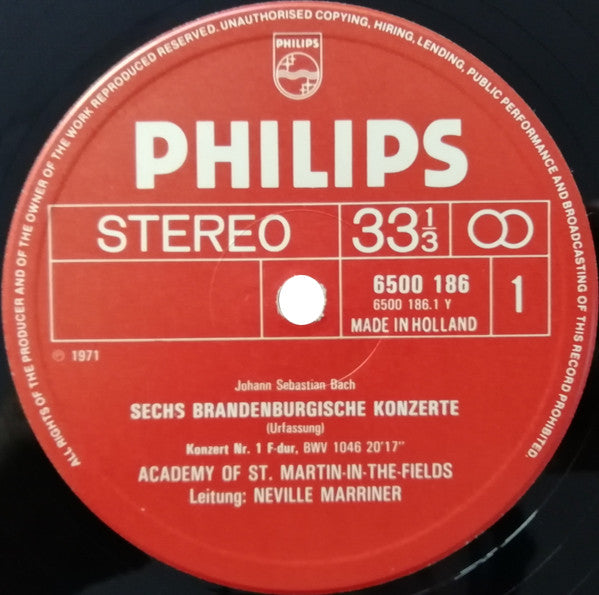 ALL RIGHTS OF THE PRODUCER AND OF THE OWNER OF THE WORK REPRODUCED RESERVED. UNAUTHORISED COPYING, HIRING, LENDING, PUBLIC PERFORMANCE AND BROADCASTING OF THIS RECORD PROHIBITED.
PHILIPS
PHILIPS
STEREO
33 1/3
6500 186
6500 186.1 Y
MADE IN HOLLAND
1
℗ 1971
Johann Sebastian Bach
SECHS BRANDENBURGISCHE KONZERTE
(Urfassung)
Konzert Nr. 1 F-dur, BWV 1046 20'17"
ACADEMY OF ST. MARTIN-IN-THE-FIELDS
Leitung: NEVILLE MARRINER